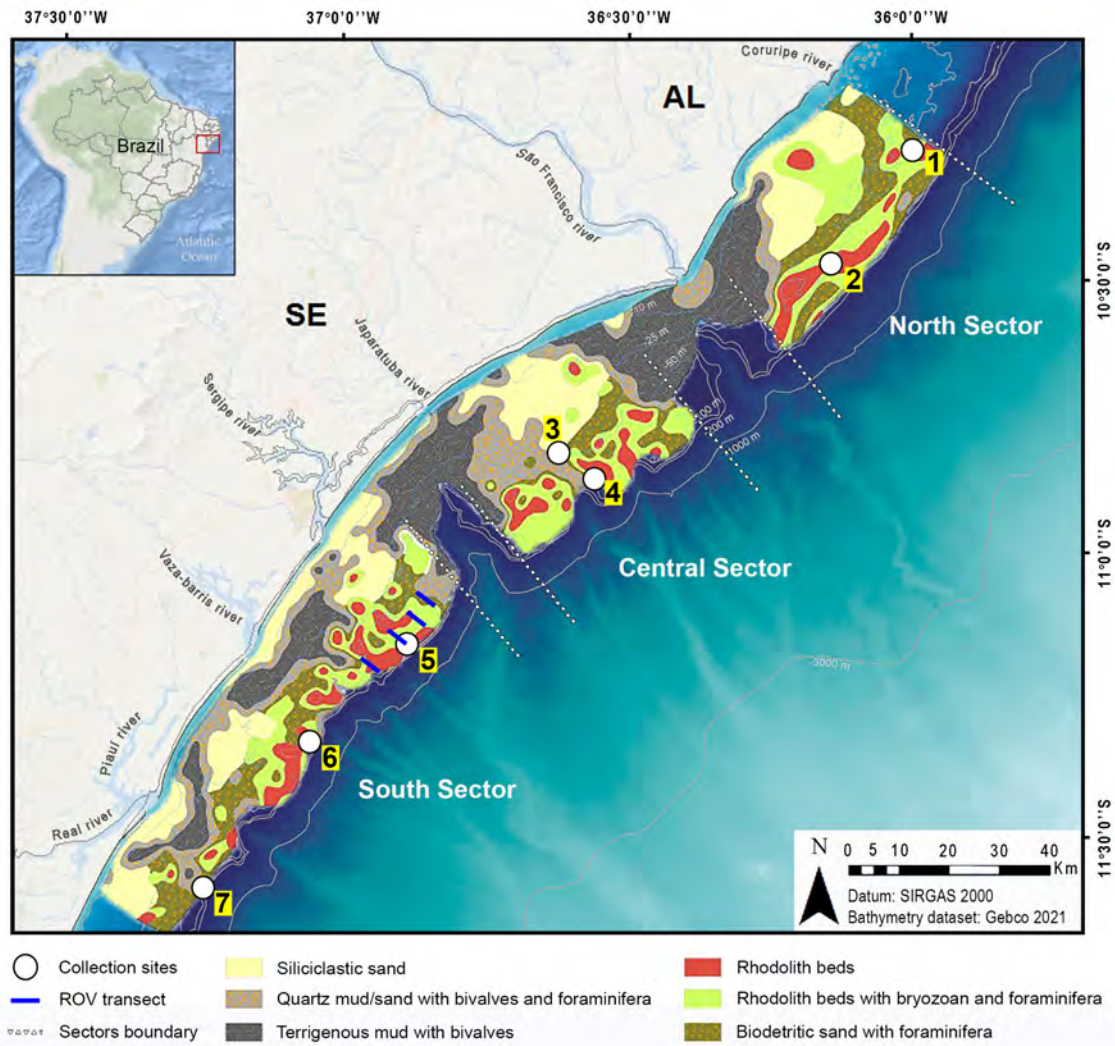 37°30'0''W
37°0'0''W
36°30'0''W
36°0'0''W
Brazil
Atlantic
Ocean
Coruripe river
AL
São Francisco river
1
2
10°30'0''S
North Sector
SE
Japaratuba river
Sergipe river
-10 m
-25 m
-50 m
-100 m
-200 m
-1000 m
3
4
11°0'0''S
Central Sector
Vaza-barris river
-3000 m
5
6
Piauí river
South Sector
Real river
7
11°30'0''S
N
0 5 10 20 30 40
Km
Datum: SIRGAS 2000
Bathymetry dataset: Gebco 2021
Collection sites
Siliciclastic sand
Rhodolith beds
ROV transect
Quartz mud/sand with bivalves and foraminifera
Rhodolith beds with bryozoan and foraminifera
Sectors boundary
Terrigenous mud with bivalves
Biodetritic sand with foraminifera